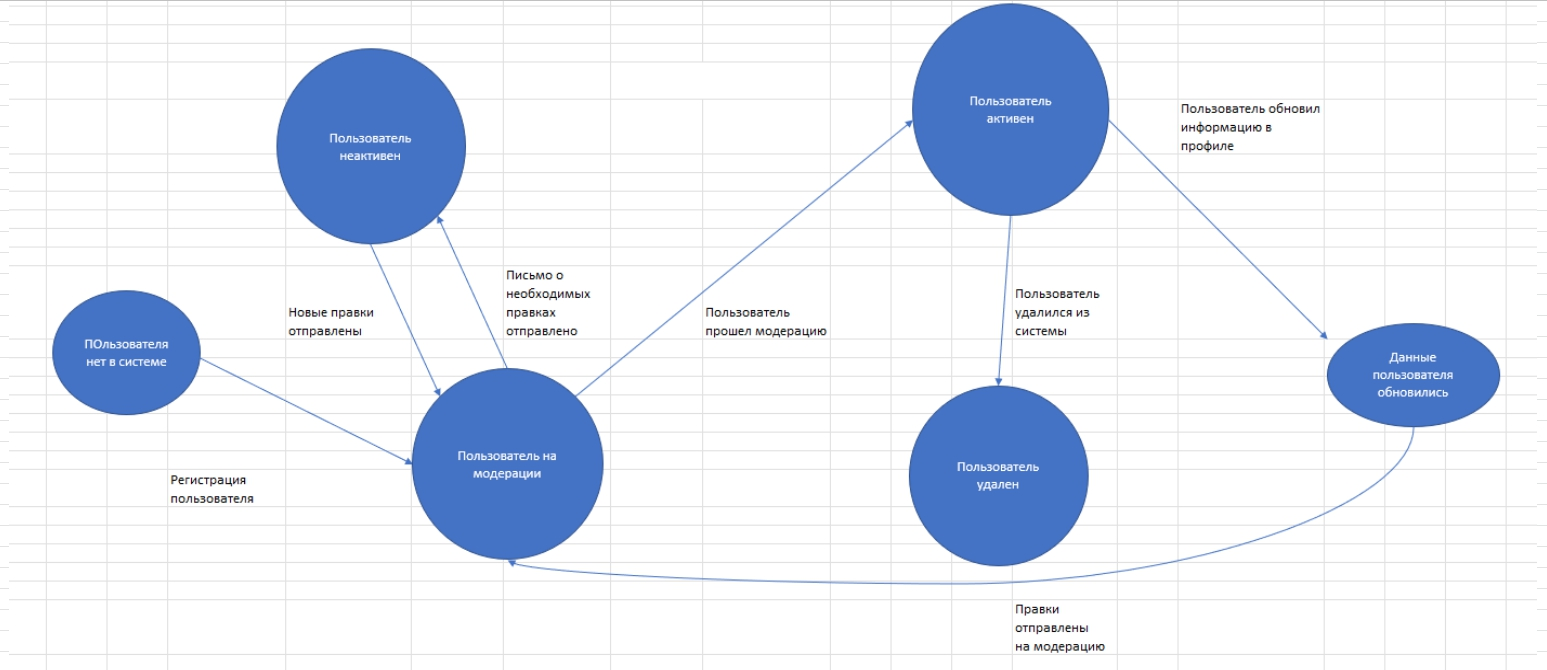 Пользователь
активен
Пользователь обновил
информацию в
профиле
Пользователь
неактивен
Письмо о
необходимых
правках
отправлено
Новые правки
отправлены
Пользователь
прошел модерацию
Пользователь
удалился из
системы
ПОльзователя
нет в системе
Данные
пользователя
обновились
Пользователь на
модерации
Пользователь
удален
Регистрация
пользователя
Правки
отправлены
на модерацию